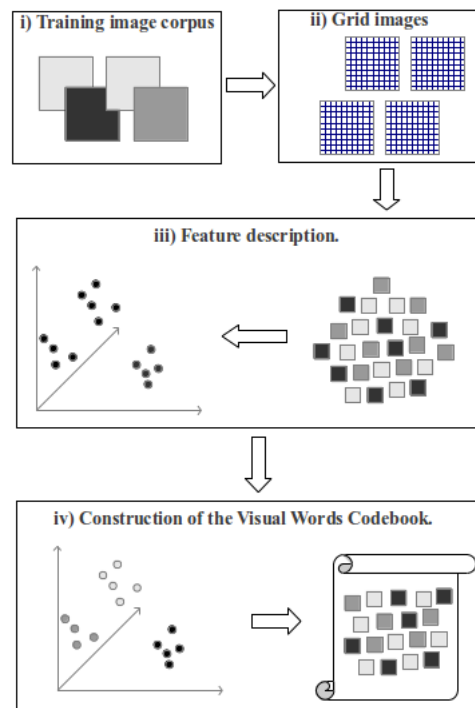 i) Training image corpus
ii) Grid images
iii) Feature description.
iv) Construction of the Visual Words Codebook.